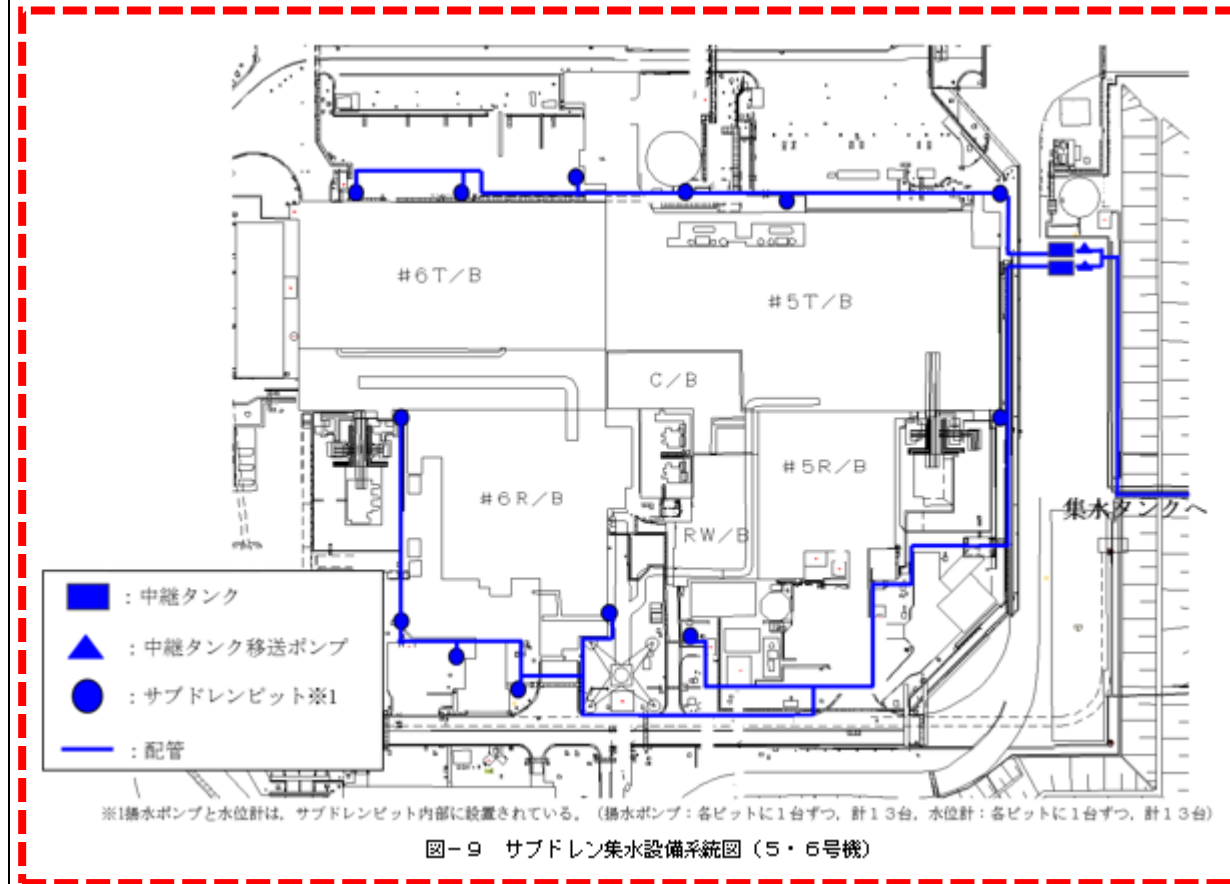 ＃６Ｔ／Ｂ
＃５Ｔ／Ｂ
Ｃ／Ｂ
＃５Ｒ／Ｂ
＃６Ｒ／Ｂ
ＲＷ／Ｂ
集水タンクへ
：中継タンク
：中継タンク移送ポンプ
：サブドレンピット※1
：配管
※1揚水ポンプと水位計は，サブドレンピット内部に設置されている。（揚水ポンプ：各ピットに１台ずつ，計１３台，水位計：各ピットに１台ずつ，計１３台）
図－９　サブドレン集水設備系統図（５・６号機）